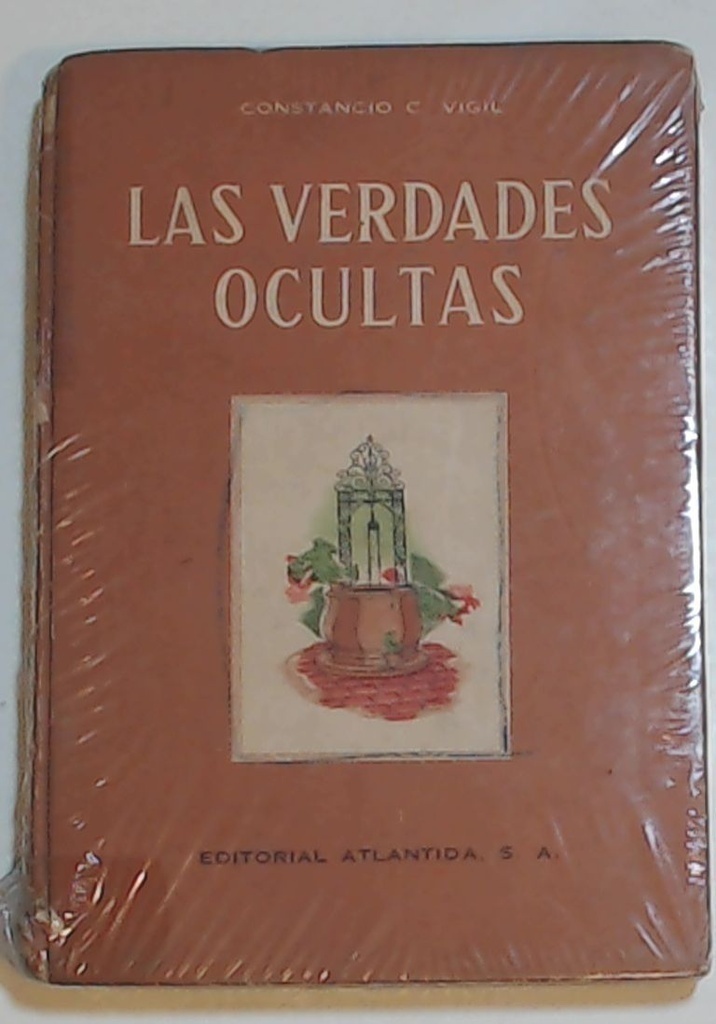 CONSTANCIO C. VIGIL
LAS VERDADES
OCULTAS
EDITORIAL ATLANTIDA, S. A.